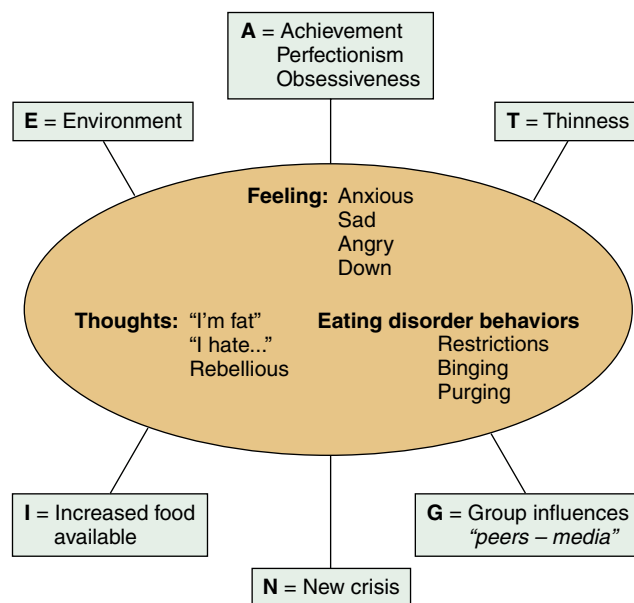 A = Achievement
Perfectionism
Obsessiveness
E = Environment
T = Thinness
Feeling: Anxious
Sad
Angry
Down
Thoughts: “I'm fat”
“I hate...”
Rebellious
Eating disorder behaviors
Restrictions
Binging
Purging
I = Increased food
available
G = Group influences
“peers – media”
N = New crisis